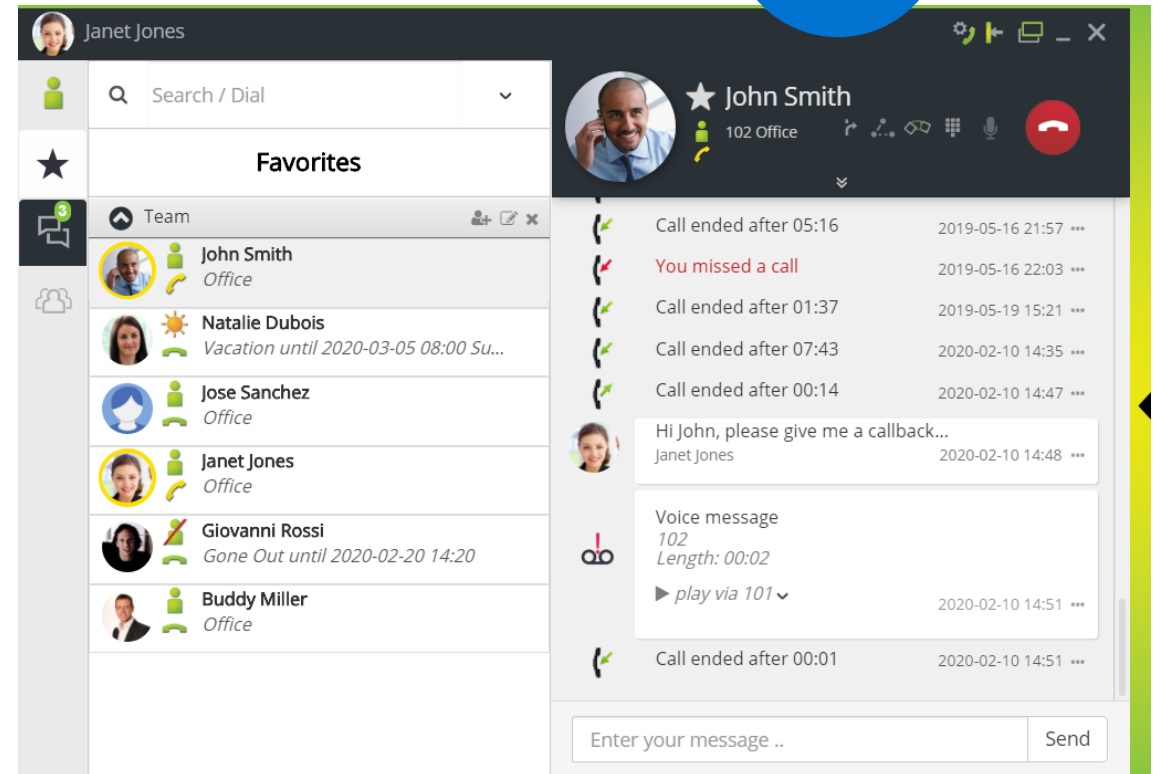 Janet Jones
Search / Dial
Favorites
3
Team
John Smith
Office
Natalie Dubois
Vacation until 2020-03-05 08:00 Su...
Jose Sanchez
Office
Janet Jones
Office
Giovanni Rossi
Gone Out until 2020-02-20 14:20
Buddy Miller
Office
John Smith
102 Office
Call ended after 05:16 2019-05-16 21:57
You missed a call 2019-05-16 22:03
Call ended after 01:37 2019-05-19 15:21
Call ended after 07:43 2020-02-10 14:35
Call ended after 00:14 2020-02-10 14:47
Hi John, please give me a callback...
Janet Jones 2020-02-10 14:48
Voice message
102
Length: 00:02
play via 101
2020-02-10 14:51
Call ended after 00:01 2020-02-10 14:51
Enter your message .. Send